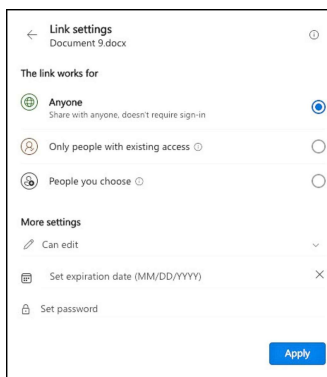 Link settings
Document 9.docx
The link works for
Anyone
Share with anyone, doesn't require sign-in
Only people with existing access
People you choose
More settings
Can edit
Set expiration date (MM/DD/YYYY)
Set password
Apply